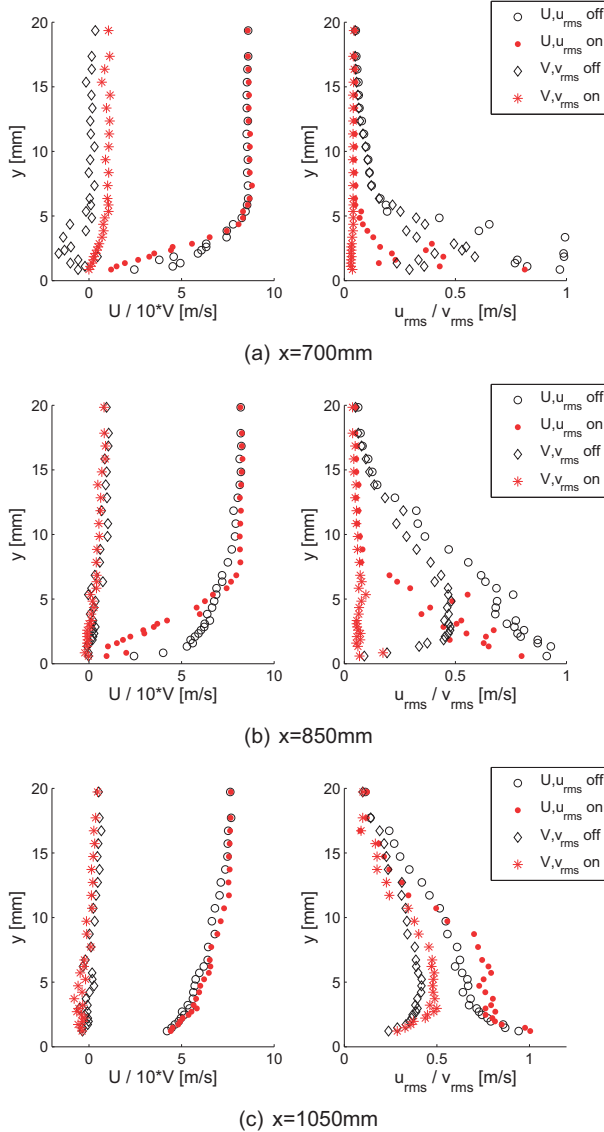 20
15
10
5
0
y [mm]
0 5 10
U / 10*V [m/s]
20
15
10
5
0
y [mm]
0 0.5 1
u_rms / v_rms [m/s]
U,u_rms off
U,u_rms on
V,v_rms off
V,v_rms on
(a) x=700mm
20
15
10
5
0
y [mm]
0 5 10
U / 10*V [m/s]
20
15
10
5
0
y [mm]
0 0.5 1
u_rms / v_rms [m/s]
U,u_rms off
U,u_rms on
V,v_rms off
V,v_rms on
(b) x=850mm
20
15
10
5
0
y [mm]
0 5 10
U / 10*V [m/s]
20
15
10
5
0
y [mm]
0.5 1
u_rms / v_rms [m/s]
U,u_rms off
U,u_rms on
V,v_rms off
V,v_rms on
(c) x=1050mm